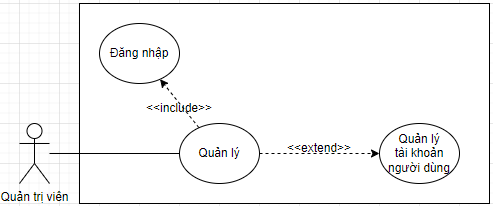 Đăng nhập
<<include>>
Quản lý
<<extend>>
Quản lý
tài khoản
người dùng
Quản trị viên